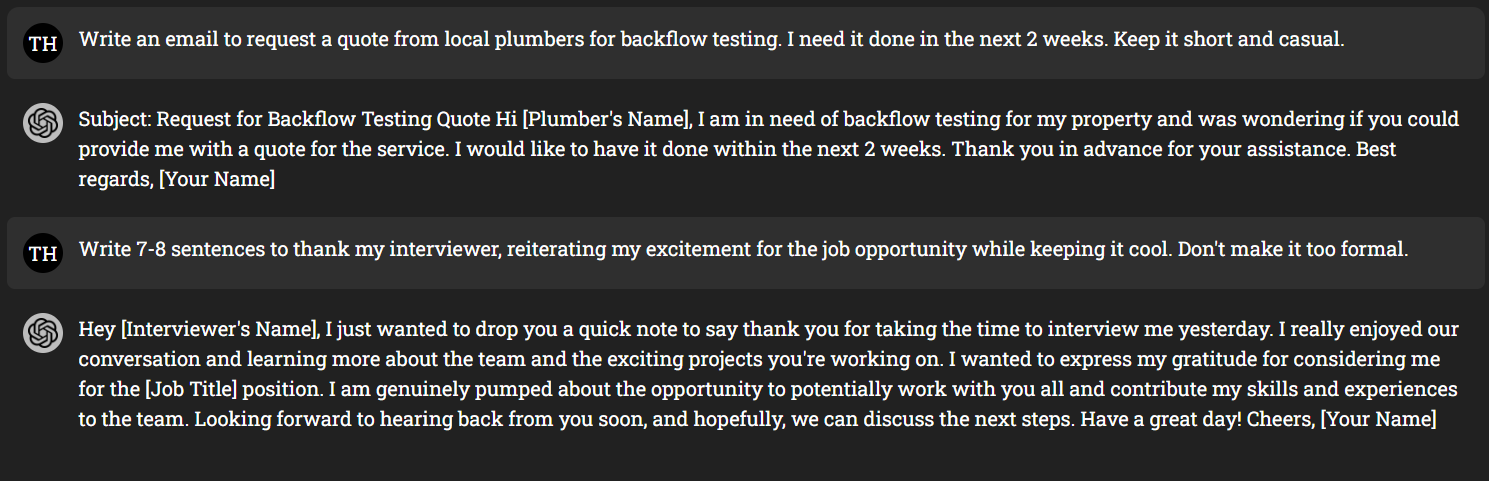 TH Write an email to request a quote from local plumbers for backflow testing. I need it done in the next 2 weeks. Keep it short and casual.
Subject: Request for Backflow Testing Quote Hi [Plumber's Name], I am in need of backflow testing for my property and was wondering if you could
provide me with a quote for the service. I would like to have it done within the next 2 weeks. Thank you in advance for your assistance. Best
regards, [Your Name]
TH Write 7-8 sentences to thank my interviewer, reiterating my excitement for the job opportunity while keeping it cool. Don't make it too formal.
Hey [Interviewer's Name], I just wanted to drop you a quick note to say thank you for taking the time to interview me yesterday. I really enjoyed our
conversation and learning more about the team and the exciting projects you're working on. I wanted to express my gratitude for considering me
for the [Job Title] position. I am genuinely pumped about the opportunity to potentially work with you all and contribute my skills and experiences
to the team. Looking forward to hearing back from you soon, and hopefully, we can discuss the next steps. Have a great day! Cheers, [Your Name]